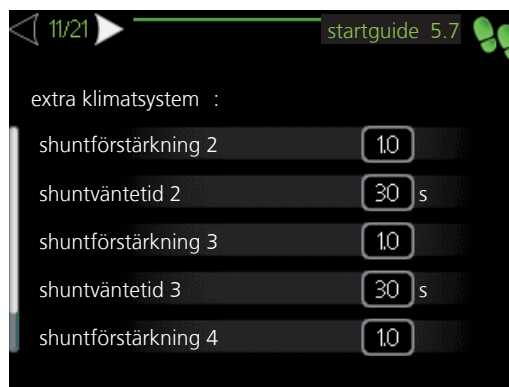 11/21 startguide 5.7
extra klimatsystem :
shuntförstärkning 2 1.0
shuntväntetid 2 30 s
shuntförstärkning 3 1.0
shuntväntetid 3 30 s
shuntförstärkning 4 1.0